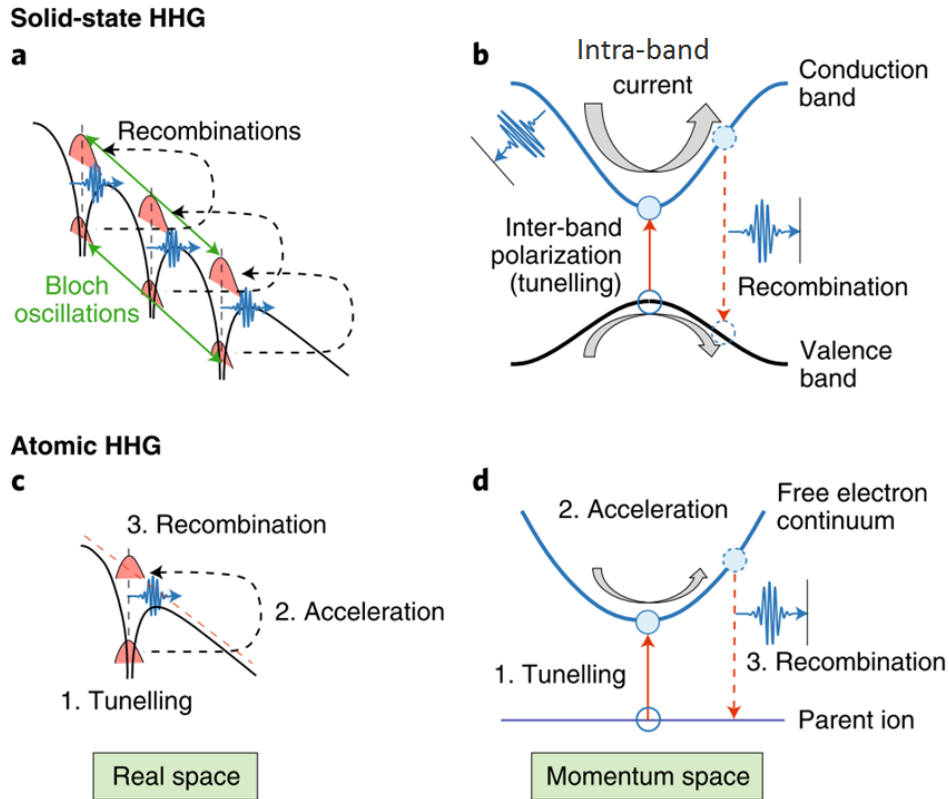 Solid-state HHG
a
Recombinations
Bloch
oscillations
b
Intra-band
current
Conduction
band
Inter-band
polarization
(tunelling)
Recombination
Valence
band
Atomic HHG
c
3. Recombination
2. Acceleration
1. Tunelling
Real space
d
2. Acceleration
Free electron
continuum
1. Tunelling
3. Recombination
Parent ion
Momentum space